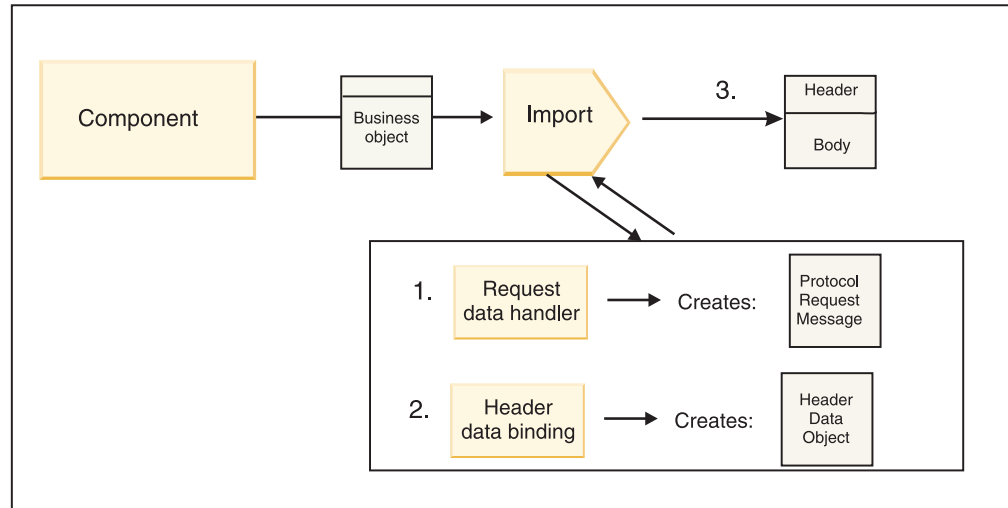 Component
Business
object
Import
3.
Header
Body
1.
Request
data handler
Creates:
Protocol
Request
Message
2.
Header
data binding
Creates:
Header
Data
Object